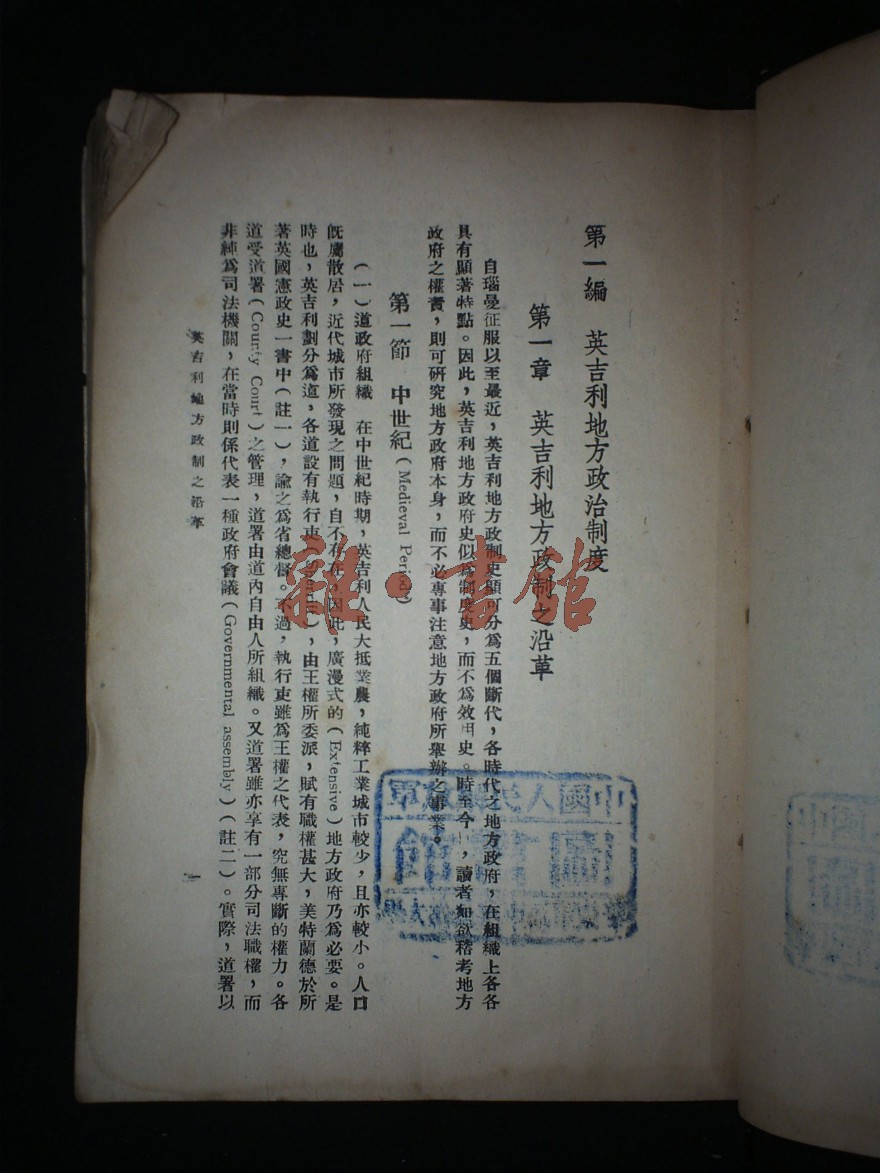 第一編 英吉利地方政治制度
第一章 英吉利地方政制之沿革
自瑙曼征服以至最近，英吉利地方政制史顯可分為五個斷代，各時代之地方政府，在組織上各各
具有顯著特點。因此，英吉利地方政府史似為制度史，而不為效用史。時至今，讀者如欲稽考地方
政府之權責，則可研究地方政府本身，而不必專事注意地方政府所舉辦之事業。
第一節 中世紀（Medieval Period）
（一）道政府組織 在中世紀時期，英吉利人民大抵業農，純粹工業城市較少，且亦較小。人口
既屬散居，近代城市所發現之問題，自不存在。因此，廣漫式的（Extensive）地方政府乃為必要。是
時也，英吉利劃分為道，各道設有執行吏，由王權所委派，賦有職權甚大，美特蘭德於所
著英國憲政史一書中（註一），諭之為省總督。不過，執行吏雖為王權之代表，究無專斷的權力。各
道受道署（County Court）之管理，道署由道內自由人所組織。又道署雖亦享有一部分司法職權，而
非純為司法機關，在當時則係代表一種政府會議（Governmental assembly）（註二）。實際，道署以
英吉利地方政制之沿革
一
雜·書館